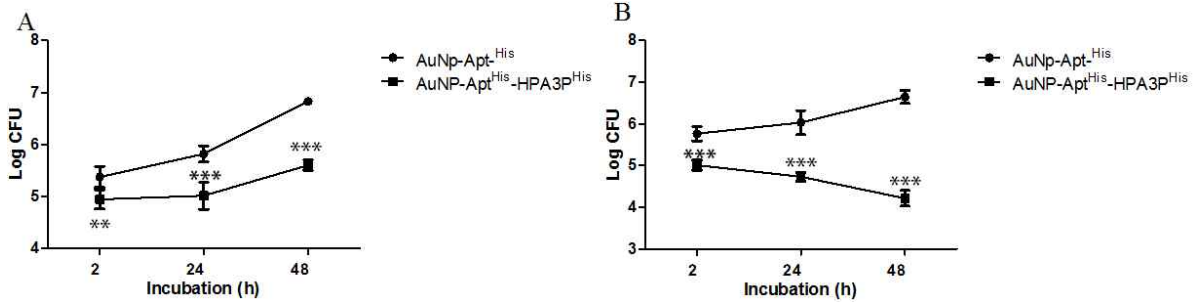 A
8
7
6
5
4
Log CFU
**
***
***
2 24 48
Incubation (h)
AuNp-Apt-His
AuNP-AptHis-HPA3PHis
B
8
7
6
5
4
3
Log CFU
***
***
***
2 24 48
Incubation (h)
AuNp-Apt-His
AuNP-AptHis-HPA3PHis